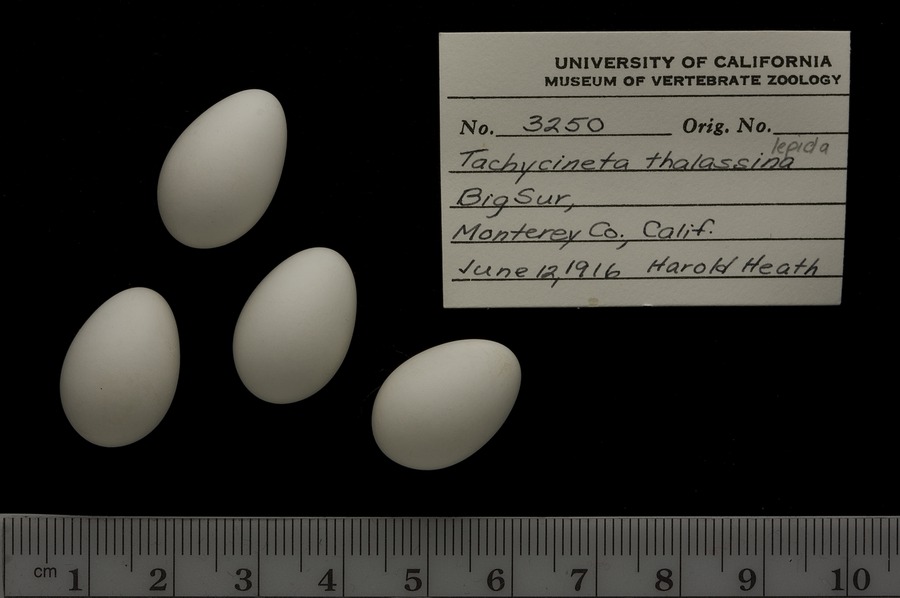 UNIVERSITY OF CALIFORNIA
MUSEUM OF VERTEBRATE ZOOLOGY
No. 3250 Orig. No.
lepida
Tachycineta thalassina
Big Sur,
Monterey Co., Calif.
June 12, 1916 Harold Heath
cm 1 2 3 4 5 6 7 8 9 10